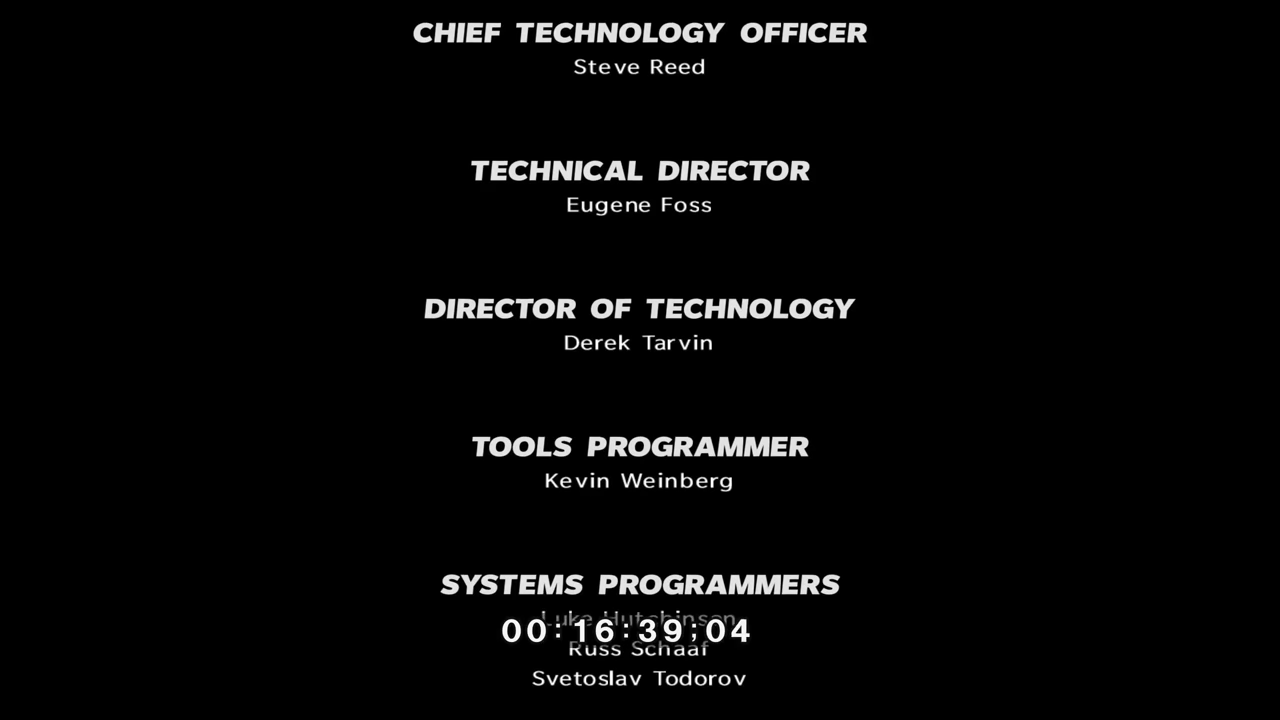 CHIEF TECHNOLOGY OFFICER
Steve Reed
TECHNICAL DIRECTOR
Eugene Foss
DIRECTOR OF TECHNOLOGY
Derek Tarvin
TOOLS PROGRAMMER
Kevin Weinberg
SYSTEMS PROGRAMMERS
Luke Hutchinson
00:16:39;04
Russ Schaaf
Svetoslav Todorov